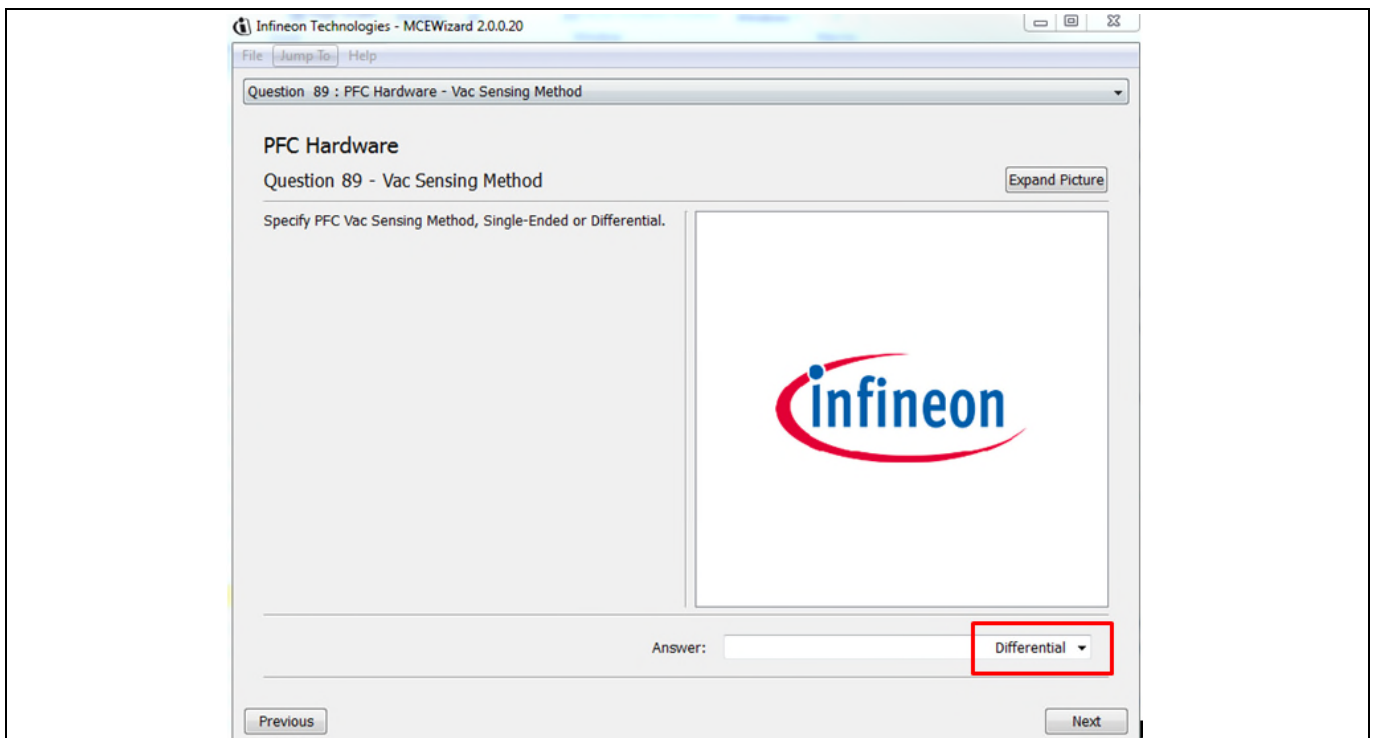 Infineon Technologies - MCEWizard 2.0.0.20
File Jump To Help
Question 89 : PFC Hardware - Vac Sensing Method
PFC Hardware
Question 89 - Vac Sensing Method
Expand Picture
Specify PFC Vac Sensing Method, Single-Ended or Differential.
infineon
Answer:
Differential
Previous
Next